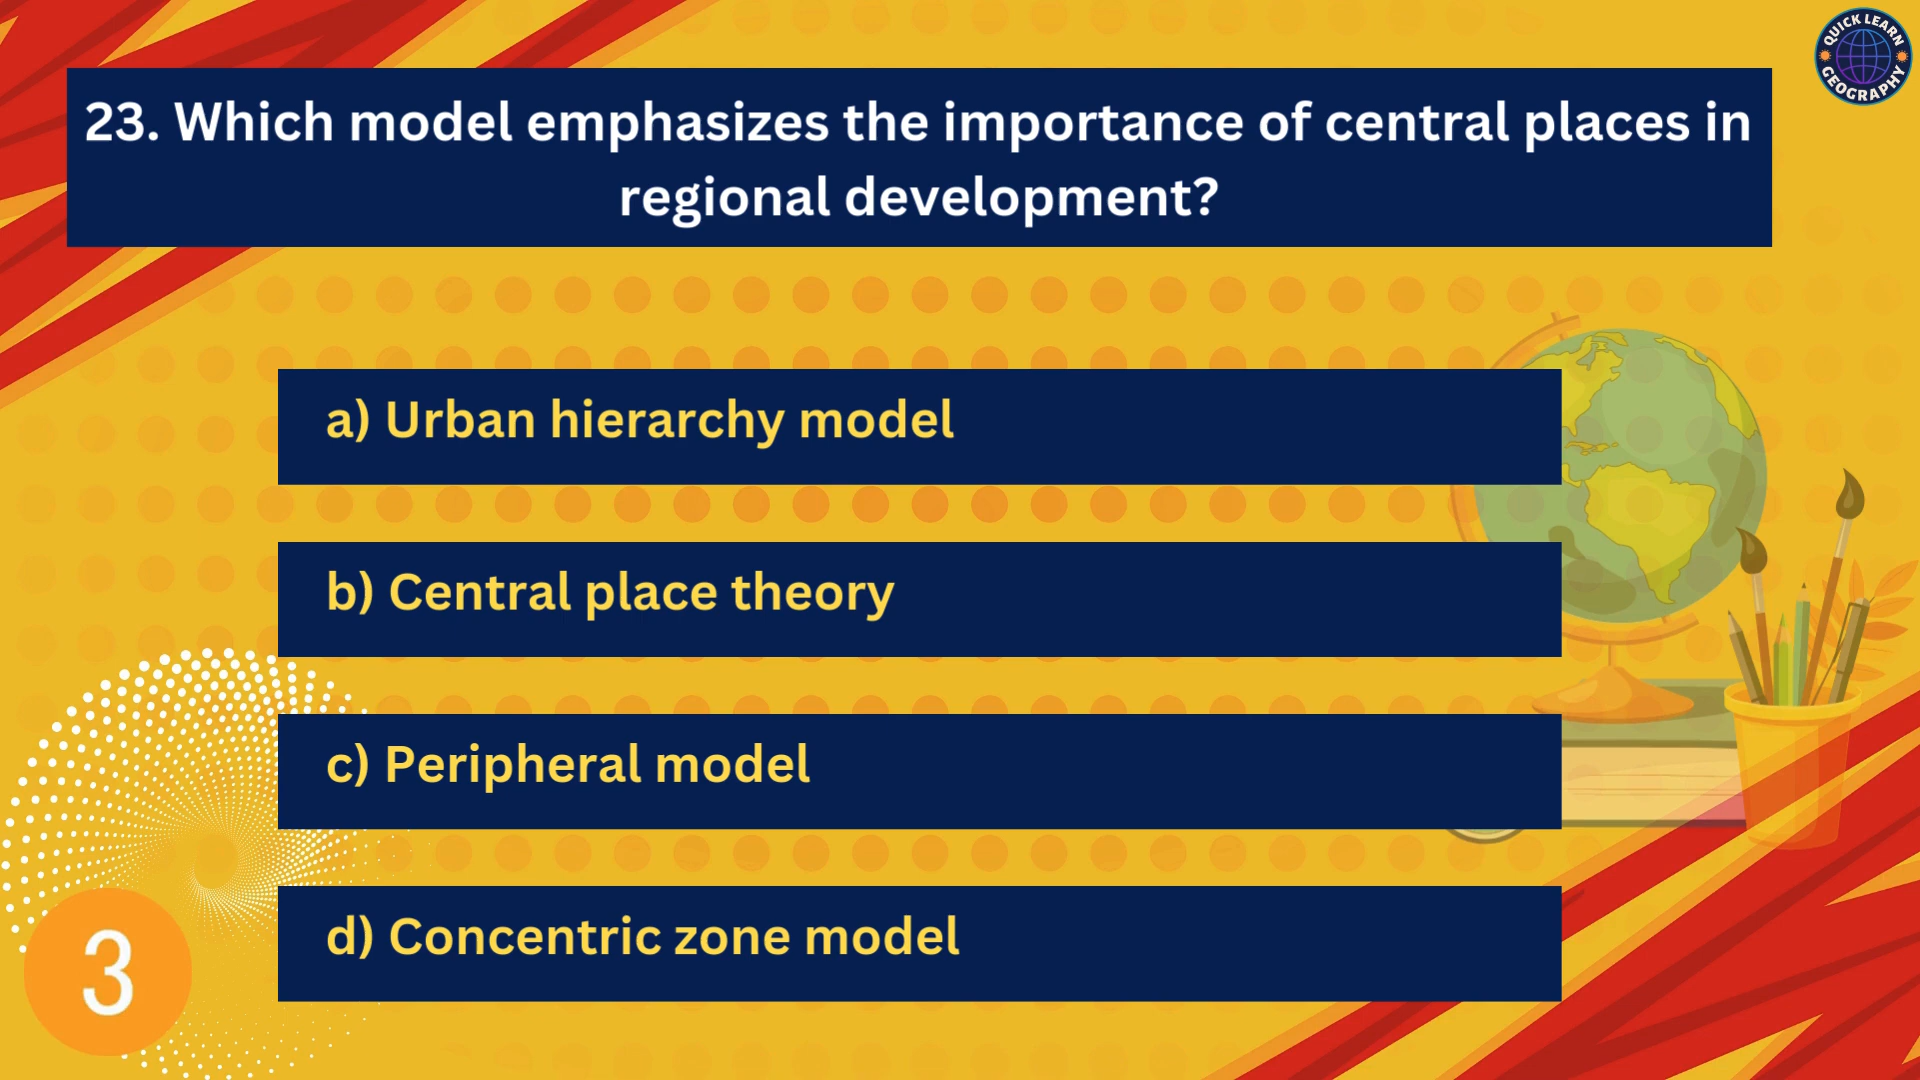 QUICK LEARN
GEOGRAPHY
23. Which model emphasizes the importance of central places in
regional development?
a) Urban hierarchy model
b) Central place theory
c) Peripheral model
d) Concentric zone model
3